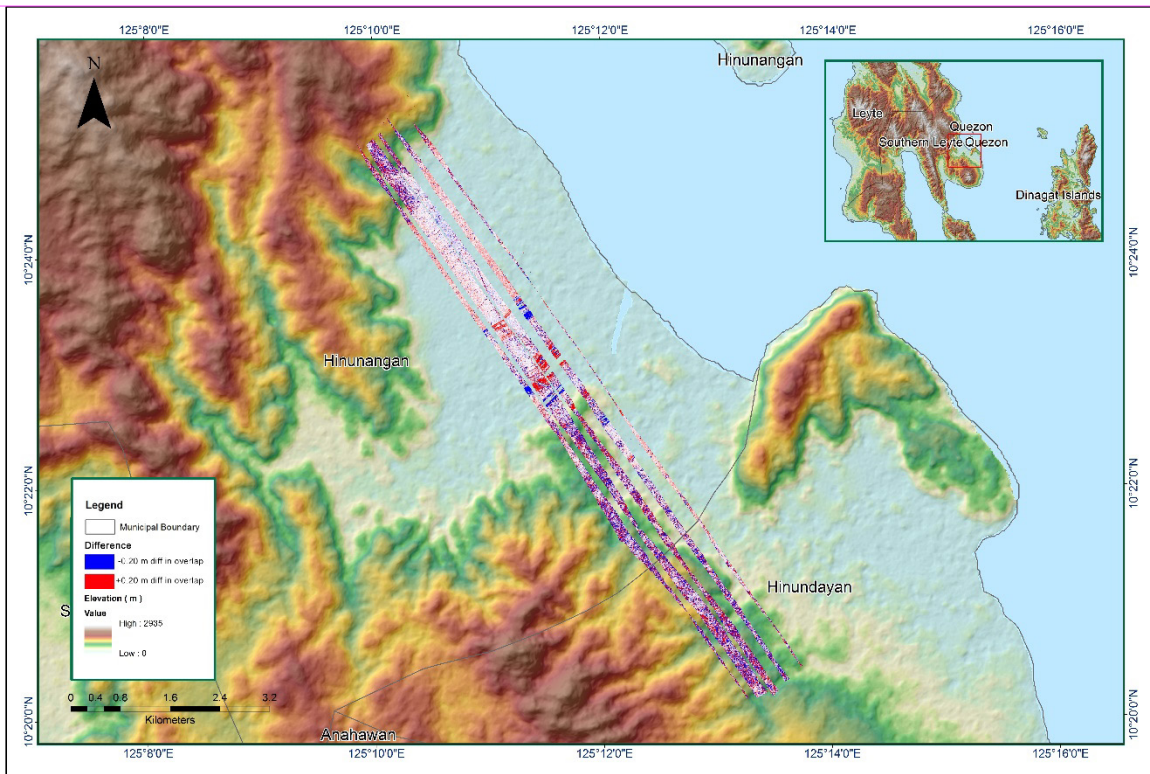 125°8'0"E 125°10'0"E 125°12'0"E 125°14'0"E 125°16'0"E
N
Hinunangan
Leyte
Quezon
Southern Leyte Quezon
Dinagat Islands
10°24'0"N 10°24'0"N
Hinunangan
10°22'0"N 10°22'0"N
Legend
Municipal Boundary
Difference
-0.20 m diff in overlap
+0.20 m diff in overlap
Elevation ( m )
Value
High : 2935
Low : 0
S
Hinundayan
0 0.4 0.8 1.6 2.4 3.2
Kilometers
10°20'0"N 10°20'0"N
Anahawan
125°8'0"E 125°10'0"E 125°12'0"E 125°14'0"E 125°16'0"E